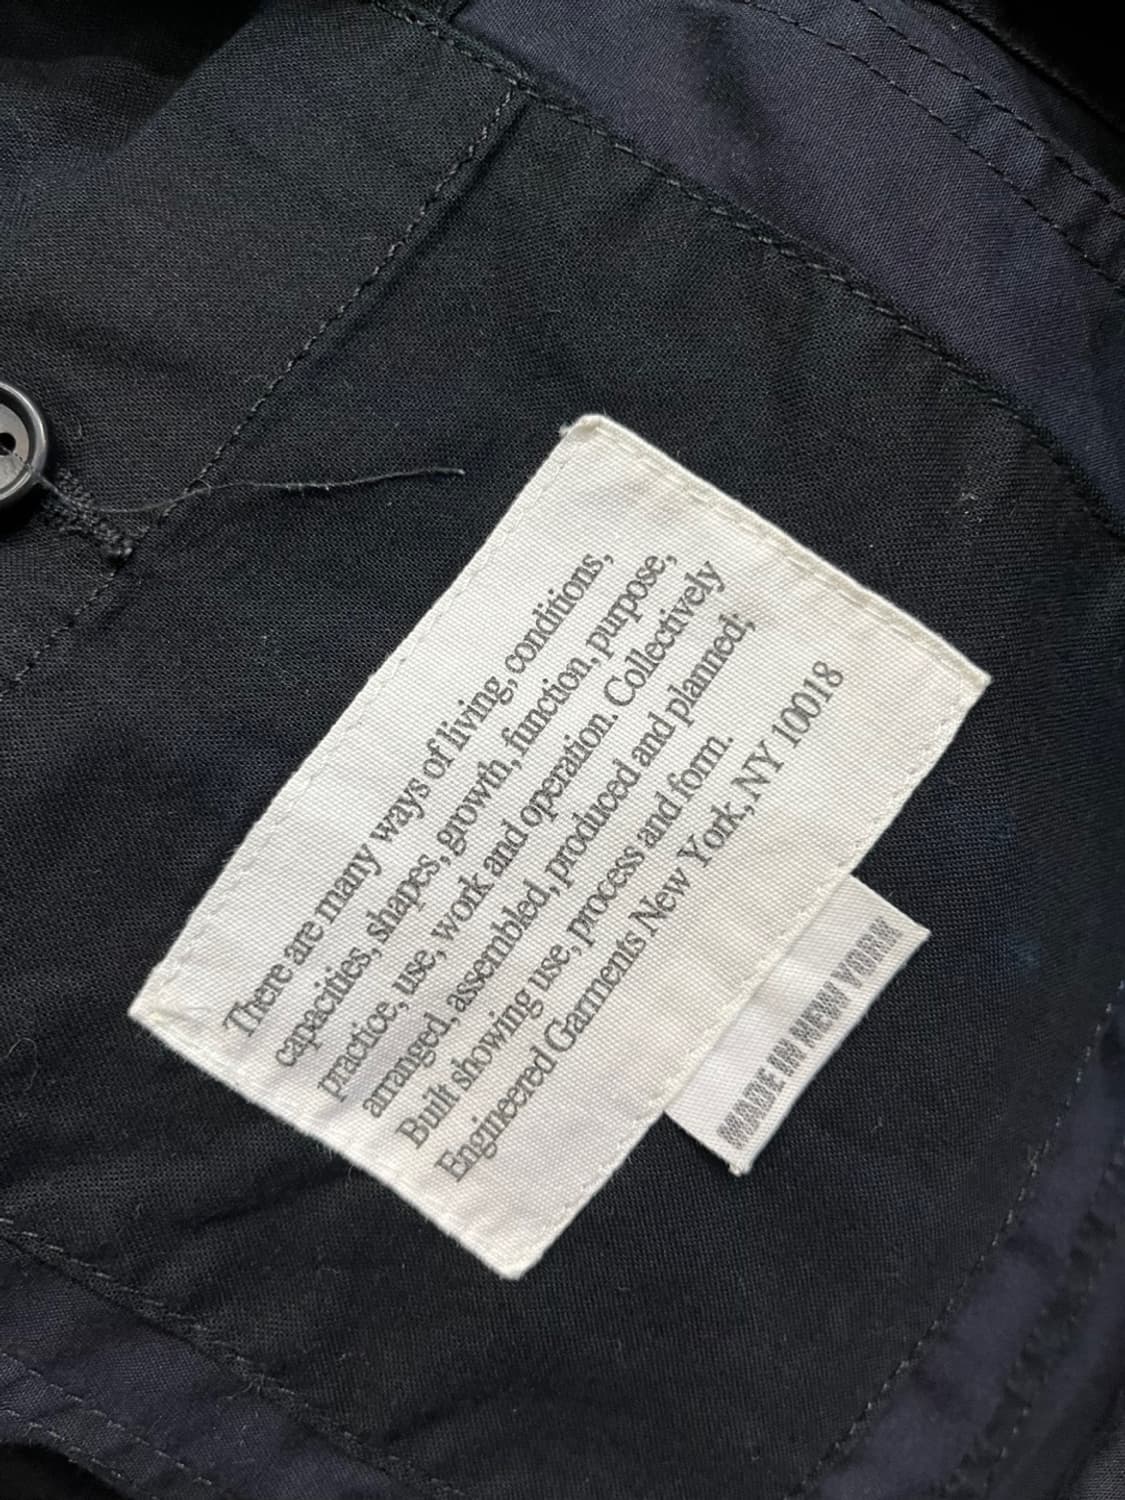 There are many ways of living, conditions,
capacities, shapes, growth, function, purpose,
practice, use, work and operation. Collectively
arranged, assembled, produced and planned;
Built showing use, process and form.
Engineered Garments New York, NY 10018
MADE IN NEW YORK